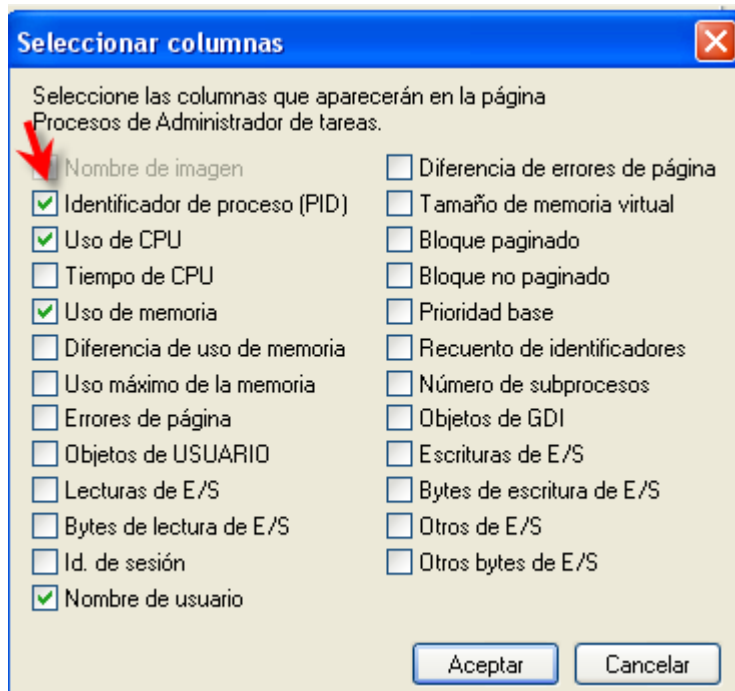 Seleccionar columnas
Seleccione las columnas que aparecerán en la página
Procesos de Administrador de tareas.
Nombre de imagen
Identificador de proceso (PID)
Uso de CPU
Tiempo de CPU
Uso de memoria
Diferencia de uso de memoria
Uso máximo de la memoria
Errores de página
Objetos de USUARIO
Lecturas de E/S
Bytes de lectura de E/S
Id. de sesión
Nombre de usuario
Diferencia de errores de página
Tamaño de memoria virtual
Bloque paginado
Bloque no paginado
Prioridad base
Recuento de identificadores
Número de subprocesos
Objetos de GDI
Escrituras de E/S
Bytes de escritura de E/S
Otros de E/S
Otros bytes de E/S
Aceptar
Cancelar